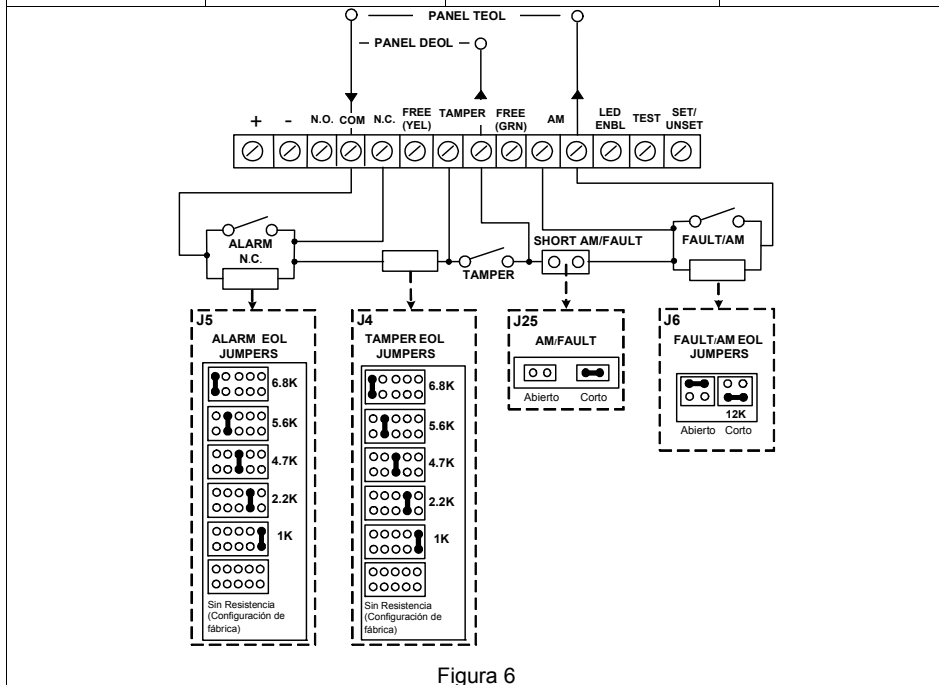 PANEL TEOL
PANEL DEOL
+ - N.O. COM N.C. FREE (YEL) TAMPER FREE (GRN) AM LED ENBL TEST SET/ UNSET
ALARM
N.C.
TAMPER
SHORT AM/FAULT
FAULT/AM
J5
ALARM EOL
JUMPERS
6.8K
5.6K
4.7K
2.2K
1K
Sin Resistencia
(Configuración de
fábrica)
J4
TAMPER EOL
JUMPERS
6.8K
5.6K
4.7K
2.2K
1K
Sin Resistencia
(Configuración de
fábrica)
J25
AM/FAULT
Abierto Corto
J6
FAULT/AM EOL
JUMPERS
12K
Abierto Corto
Figura 6